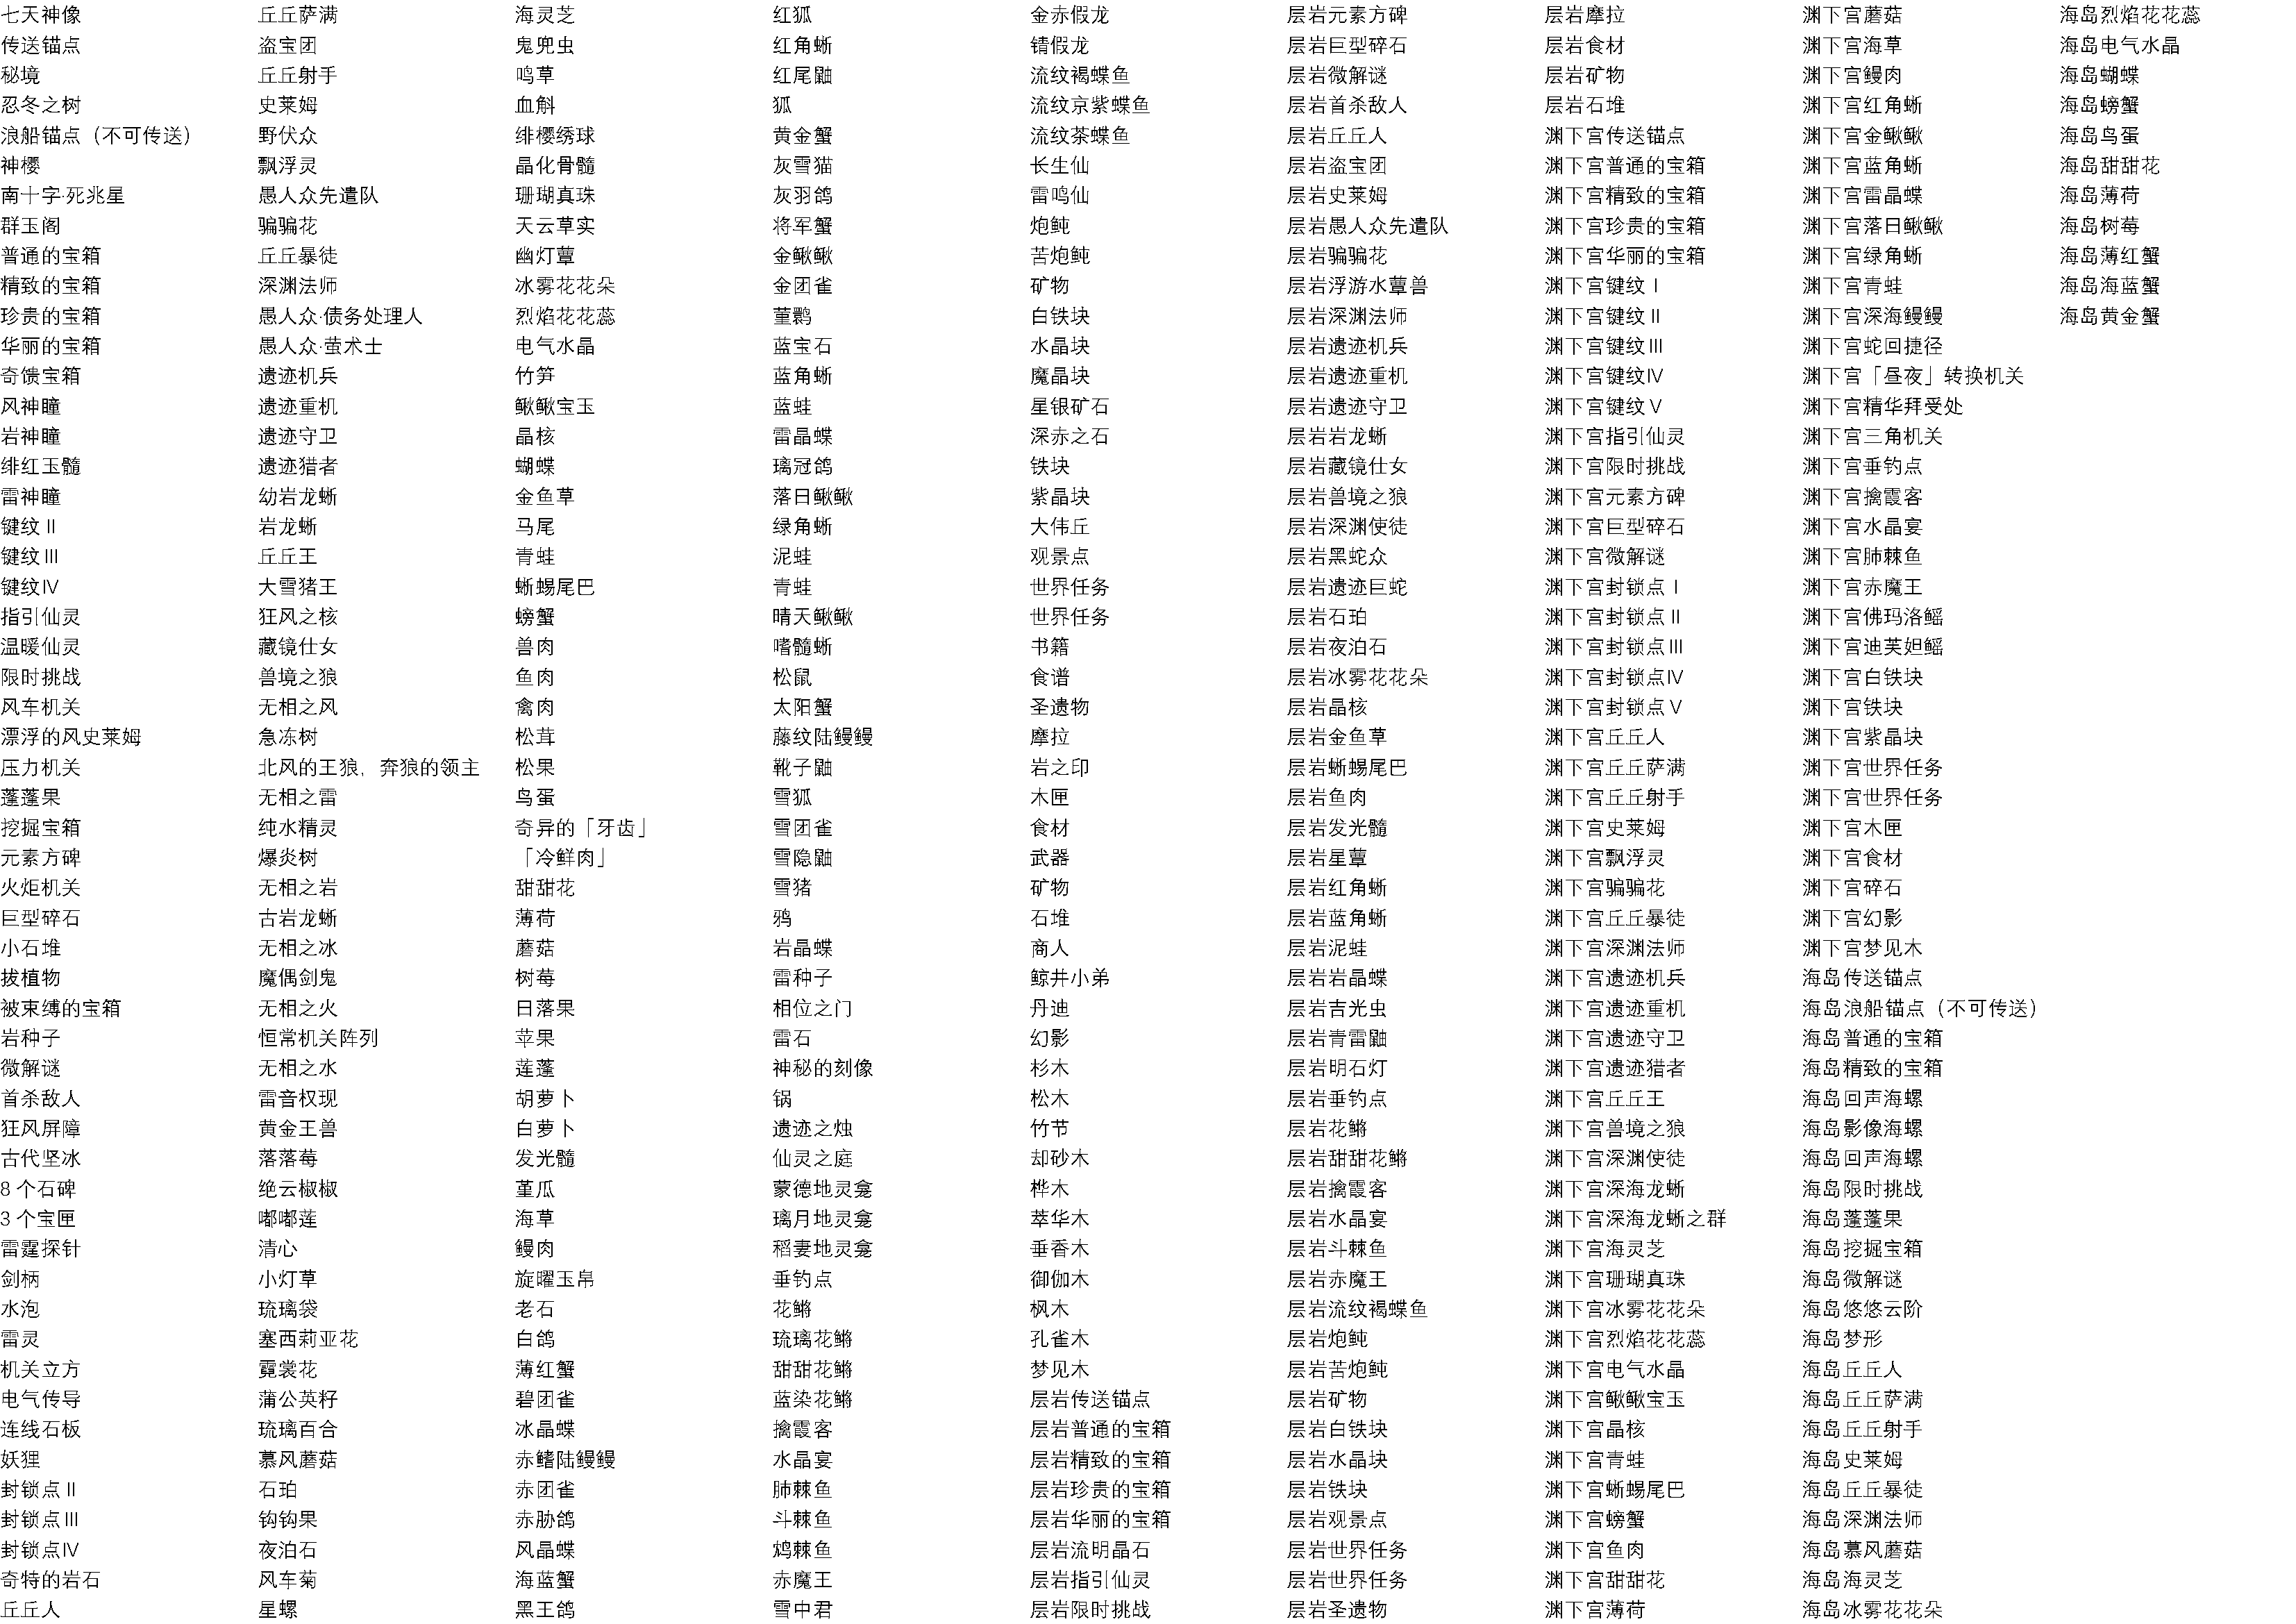 七天神像
传送锚点
秘境
忍冬之树
浪船锚点（不可传送）
神樱
南十字·死兆星
群玉阁
普通的宝箱
精致的宝箱
珍贵的宝箱
华丽的宝箱
奇馈宝箱
风神瞳
岩神瞳
绯红玉髓
雷神瞳
键纹Ⅱ
键纹Ⅲ
键纹Ⅳ
指引仙灵
温暖仙灵
限时挑战
风车机关
漂浮的风史莱姆
压力机关
蓬蓬果
挖掘宝箱
元素方碑
火炬机关
巨型碎石
小石堆
拔植物
被束缚的宝箱
岩种子
微解谜
首杀敌人
狂风屏障
古代坚冰
8 个石碑
3 个宝匣
雷霆探针
剑柄
水泡
雷灵
机关立方
电气传导
连线石板
妖狸
封锁点Ⅱ
封锁点Ⅲ
封锁点Ⅳ
奇特的岩石
丘丘人
丘丘萨满
盗宝团
丘丘射手
史莱姆
野伏众
飘浮灵
愚人众先遣队
骗骗花
丘丘暴徒
深渊法师
愚人众·债务处理人
愚人众·萤术士
遗迹机兵
遗迹重机
遗迹守卫
遗迹猎者
幼岩龙蜥
岩龙蜥
丘丘王
大雪猪王
狂风之核
藏镜仕女
兽境之狼
无相之风
急冻树
北风的王狼，奔狼的领主
无相之雷
纯水精灵
爆炎树
无相之岩
古岩龙蜥
无相之冰
魔偶剑鬼
无相之火
恒常机关阵列
无相之水
雷音权现
黄金王兽
落落莓
绝云椒椒
嘟嘟莲
清心
小灯草
琉璃袋
塞西莉亚花
霓裳花
蒲公英籽
琉璃百合
慕风蘑菇
石珀
钩钩果
夜泊石
风车菊
星螺
海灵芝
鬼兜虫
鸣草
血斛
绯樱绣球
晶化骨髓
珊瑚真珠
天云草实
幽灯蕈
冰雾花花朵
烈焰花花蕊
电气水晶
竹笋
鳅鳅宝玉
晶核
蝴蝶
金鱼草
马尾
青蛙
蜥蜴尾巴
螃蟹
兽肉
鱼肉
禽肉
松茸
松果
鸟蛋
奇异的「牙齿」
「冷鲜肉」
甜甜花
薄荷
蘑菇
树莓
日落果
苹果
莲蓬
胡萝卜
白萝卜
发光髓
堇瓜
海草
鳗肉
旋曜玉帛
老石
白鸽
薄红蟹
碧团雀
冰晶蝶
赤鳍陆鳗鳗
赤团雀
赤胁鸽
风晶蝶
海蓝蟹
黑王鸽
红狐
红角蜥
红尾鼬
狐
黄金蟹
灰雪猫
灰羽鸽
将军蟹
金鳅鳅
金团雀
堇鹮
蓝宝石
蓝角蜥
蓝蛙
雷晶蝶
璃冠鸽
落日鳅鳅
绿角蜥
泥蛙
青蛙
晴天鳅鳅
嗜髓蜥
松鼠
太阳蟹
藤纹陆鳗鳗
靴子鼬
雪狐
雪团雀
雪隐鼬
雪猪
鸦
岩晶蝶
雷种子
相位之门
雷石
神秘的刻像
锅
遗迹之烛
仙灵之庭
蒙德地灵龛
璃月地灵龛
稻妻地灵龛
垂钓点
花鳉
琉璃花鳉
甜甜花鳉
蓝染花鳉
擒霞客
水晶宴
肺棘鱼
斗棘鱼
鸩棘鱼
赤魔王
雪中君
金赤假龙
锖假龙
流纹褐蝶鱼
流纹京紫蝶鱼
流纹茶蝶鱼
长生仙
雷鸣仙
炮鲀
苦炮鲀
矿物
白铁块
水晶块
魔晶块
星银矿石
深赤之石
铁块
紫晶块
大伟丘
观景点
世界任务
世界任务
书籍
食谱
圣遗物
摩拉
岩之印
木匣
食材
武器
矿物
石堆
商人
鲸井小弟
丹迪
幻影
杉木
松木
竹节
却砂木
桦木
萃华木
垂香木
御伽木
枫木
孔雀木
梦见木
层岩传送锚点
层岩普通的宝箱
层岩精致的宝箱
层岩珍贵的宝箱
层岩华丽的宝箱
层岩流明晶石
层岩指引仙灵
层岩限时挑战
层岩元素方碑
层岩巨型碎石
层岩微解谜
层岩首杀敌人
层岩丘丘人
层岩盗宝团
层岩史莱姆
层岩愚人众先遣队
层岩骗骗花
层岩浮游水蕈兽
层岩深渊法师
层岩遗迹机兵
层岩遗迹重机
层岩遗迹守卫
层岩岩龙蜥
层岩藏镜仕女
层岩兽境之狼
层岩深渊使徒
层岩黑蛇众
层岩遗迹巨蛇
层岩石珀
层岩夜泊石
层岩冰雾花花朵
层岩晶核
层岩金鱼草
层岩蜥蜴尾巴
层岩鱼肉
层岩发光髓
层岩星蕈
层岩红角蜥
层岩蓝角蜥
层岩泥蛙
层岩岩晶蝶
层岩吉光虫
层岩青雷鼬
层岩明石灯
层岩垂钓点
层岩花鳉
层岩甜甜花鳉
层岩擒霞客
层岩水晶宴
层岩斗棘鱼
层岩赤魔王
层岩流纹褐蝶鱼
层岩炮鲀
层岩苦炮鲀
层岩矿物
层岩白铁块
层岩水晶块
层岩铁块
层岩观景点
层岩世界任务
层岩世界任务
层岩圣遗物
层岩摩拉
层岩食材
层岩矿物
层岩石堆
渊下宫传送锚点
渊下宫普通的宝箱
渊下宫精致的宝箱
渊下宫珍贵的宝箱
渊下宫华丽的宝箱
渊下宫键纹Ⅰ
渊下宫键纹Ⅱ
渊下宫键纹Ⅲ
渊下宫键纹Ⅳ
渊下宫键纹Ⅴ
渊下宫指引仙灵
渊下宫限时挑战
渊下宫元素方碑
渊下宫巨型碎石
渊下宫微解谜
渊下宫封锁点Ⅰ
渊下宫封锁点Ⅱ
渊下宫封锁点Ⅲ
渊下宫封锁点Ⅳ
渊下宫封锁点Ⅴ
渊下宫丘丘人
渊下宫丘丘萨满
渊下宫丘丘射手
渊下宫史莱姆
渊下宫飘浮灵
渊下宫骗骗花
渊下宫丘丘暴徒
渊下宫深渊法师
渊下宫遗迹机兵
渊下宫遗迹重机
渊下宫遗迹守卫
渊下宫遗迹猎者
渊下宫丘丘王
渊下宫兽境之狼
渊下宫深渊使徒
渊下宫深海龙蜥
渊下宫深海龙蜥之群
渊下宫海灵芝
渊下宫珊瑚真珠
渊下宫冰雾花花朵
渊下宫烈焰花花蕊
渊下宫电气水晶
渊下宫鳅鳅宝玉
渊下宫晶核
渊下宫青蛙
渊下宫蜥蜴尾巴
渊下宫螃蟹
渊下宫鱼肉
渊下宫甜甜花
渊下宫薄荷
渊下宫蘑菇
渊下宫海草
渊下宫鳗肉
渊下宫红角蜥
渊下宫金鳅鳅
渊下宫蓝角蜥
渊下宫雷晶蝶
渊下宫落日鳅鳅
渊下宫绿角蜥
渊下宫青蛙
渊下宫深海鳗鳗
渊下宫蛇回捷径
渊下宫「昼夜」转换机关
渊下宫精华拜受处
渊下宫三角机关
渊下宫垂钓点
渊下宫擒霞客
渊下宫水晶宴
渊下宫肺棘鱼
渊下宫赤魔王
渊下宫佛玛洛鳐
渊下宫迪芙妲鳐
渊下宫白铁块
渊下宫铁块
渊下宫紫晶块
渊下宫世界任务
渊下宫世界任务
渊下宫木匣
渊下宫食材
渊下宫碎石
渊下宫幻影
渊下宫梦见木
海岛传送锚点
海岛浪船锚点（不可传送）
海岛普通的宝箱
海岛精致的宝箱
海岛回声海螺
海岛影像海螺
海岛回声海螺
海岛限时挑战
海岛蓬蓬果
海岛挖掘宝箱
海岛微解谜
海岛悠悠云阶
海岛梦形
海岛丘丘人
海岛丘丘萨满
海岛丘丘射手
海岛史莱姆
海岛丘丘暴徒
海岛深渊法师
海岛慕风蘑菇
海岛海灵芝
海岛冰雾花花朵
海岛烈焰花花蕊
海岛电气水晶
海岛蝴蝶
海岛螃蟹
海岛鸟蛋
海岛甜甜花
海岛薄荷
海岛树莓
海岛薄红蟹
海岛海蓝蟹
海岛黄金蟹